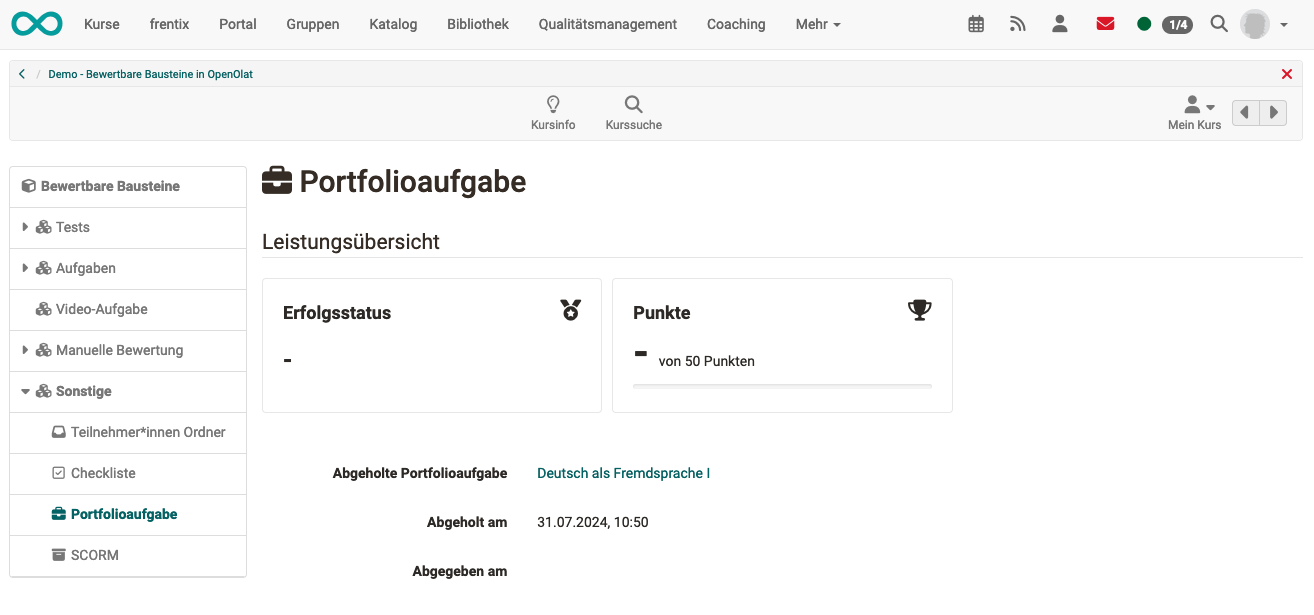 Kurse frentix Portal Gruppen Katalog Bibliothek Qualitätsmanagement Coaching Mehr 1/4
/ Demo - Bewertbare Bausteine in OpenOlat
Kursinfo Kurssuche Mein Kurs
Bewertbare Bausteine
Tests
Aufgaben
Video-Aufgabe
Manuelle Bewertung
Sonstige
Teilnehmer*innen Ordner
Checkliste
Portfolioaufgabe
SCORM
Portfolioaufgabe
Leistungsübersicht
Erfolgsstatus
-
Punkte
- von 50 Punkten
Abgeholte Portfolioaufgabe Deutsch als Fremdsprache I
Abgeholt am 31.07.2024, 10:50
Abgegeben am